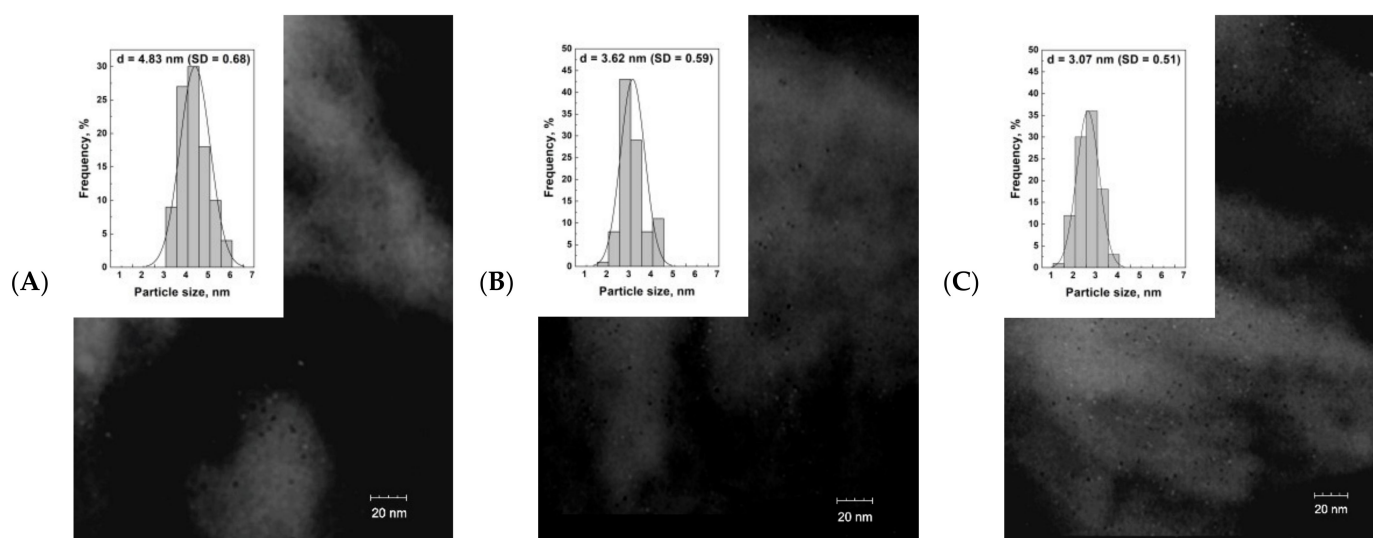 (A)
d = 4.83 nm (SD = 0.68)
Frequency, %
30
25
20
15
10
5
0
1 2 3 4 5 6 7
Particle size, nm
20 nm
(B)
d = 3.62 nm (SD = 0.59)
Frequency, %
50
45
40
35
30
25
20
15
10
5
0
1 2 3 4 5 6 7
Particle size, nm
20 nm
(C)
d = 3.07 nm (SD = 0.51)
Frequency, %
50
45
40
35
30
25
20
15
10
5
0
1 2 3 4 5 6 7
Particle size, nm
20 nm